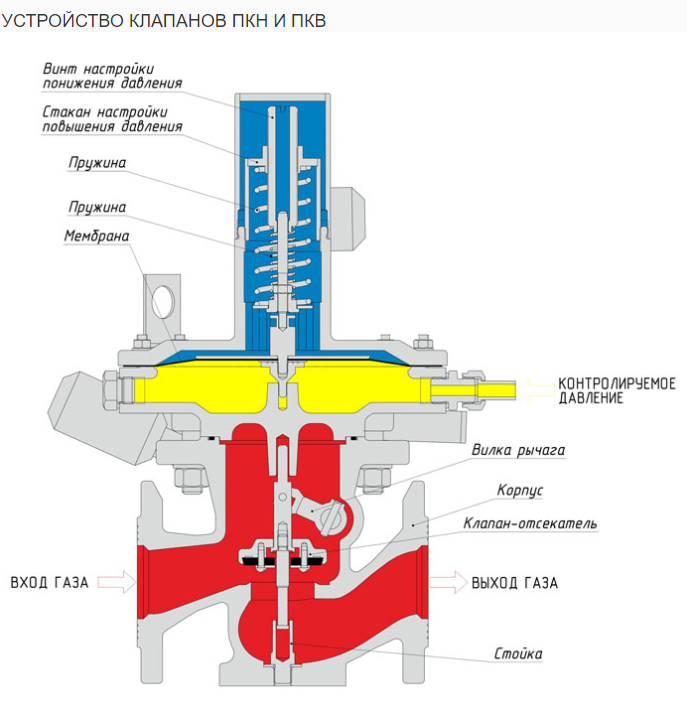 УСТРОЙСТВО КЛАПАНОВ ПКН И ПКВ
Винт настройки
понижения давления
Стакан настройки
повышения давления
Пружина
Пружина
Мембрана
КОНТРОЛИРУЕМОЕ
ДАВЛЕНИЕ
Вилка рычага
Корпус
Клапан-отсекатель
ВХОД ГАЗА
ВЫХОД ГАЗА
Стойка